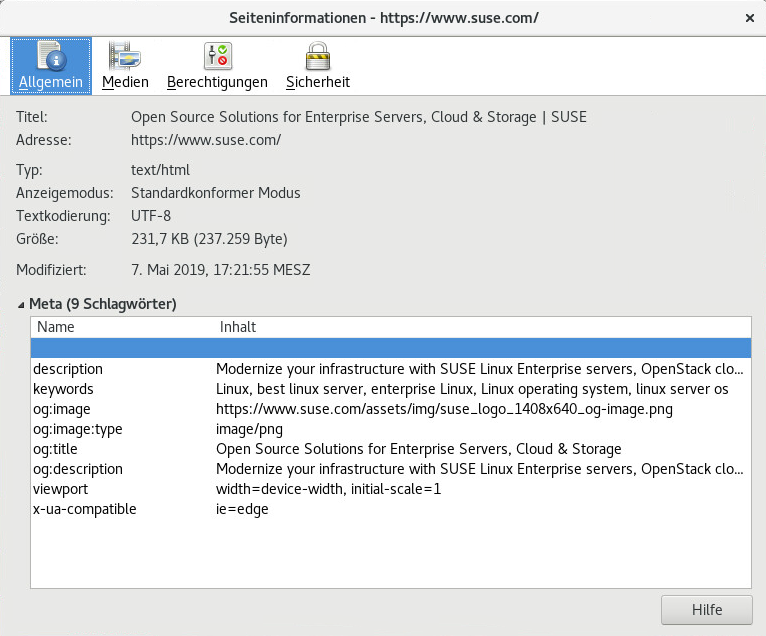 Seiteninformationen - https://www.suse.com/
Allgemein Medien Berechtigungen Sicherheit
Titel: Open Source Solutions for Enterprise Servers, Cloud & Storage | SUSE
Adresse: https://www.suse.com/
Typ: text/html
Anzeigemodus: Standardkonformer Modus
Textkodierung: UTF-8
Größe: 231,7 KB (237.259 Byte)
Modifiziert: 7. Mai 2019, 17:21:55 MESZ
Meta (9 Schlagwörter)
Name Inhalt
description Modernize your infrastructure with SUSE Linux Enterprise servers, OpenStack clo...
keywords Linux, best linux server, enterprise Linux, Linux operating system, linux server os
og:image https://www.suse.com/assets/img/suse_logo_1408x640_og-image.png
og:image:type image/png
og:title Open Source Solutions for Enterprise Servers, Cloud & Storage
og:description Modernize your infrastructure with SUSE Linux Enterprise servers, OpenStack clo...
viewport width=device-width, initial-scale=1
x-ua-compatible ie=edge
Hilfe